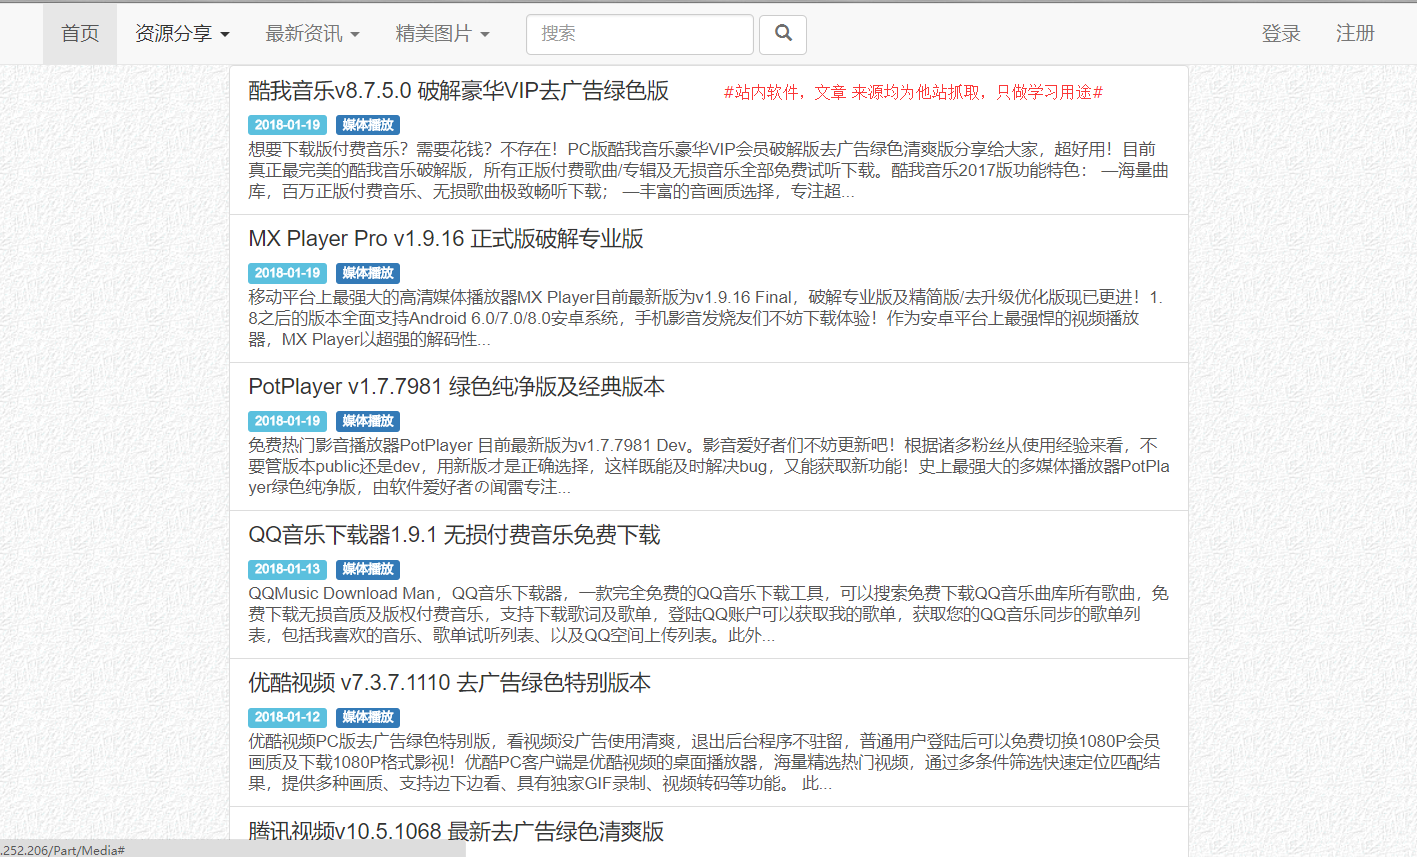 首页 资源分享 最新资讯 精美图片 搜索 登录 注册
酷我音乐v8.7.5.0 破解豪华VIP去广告绿色版 #站内软件，文章 来源均为他站抓取，只做学习用途#
2018-01-19 媒体播放
想要下载版付费音乐？需要花钱？不存在！PC版酷我音乐豪华VIP会员破解版去广告绿色清爽版分享给大家，超好用！目前
真正最完美的酷我音乐破解版，所有正版付费歌曲/专辑及无损音乐全部免费试听下载。酷我音乐2017版功能特色： —海量曲
库，百万正版付费音乐、无损歌曲极致畅听下载； —丰富的音画质选择，专注超...
MX Player Pro v1.9.16 正式版破解专业版
2018-01-19 媒体播放
移动平台上最强大的高清媒体播放器MX Player目前最新版为v1.9.16 Final，破解专业版及精简版/去升级优化版现已更进！1.
8之后的版本全面支持Android 6.0/7.0/8.0安卓系统，手机影音发烧友们不妨下载体验！作为安卓平台上最强悍的视频播放
器，MX Player以超强的解码性...
PotPlayer v1.7.7981 绿色纯净版及经典版本
2018-01-19 媒体播放
免费热门影音播放器PotPlayer 目前最新版为v1.7.7981 Dev。影音爱好者们不妨更新吧！根据诸多粉丝从使用经验来看，不
要管版本public还是dev，用新版才是正确选择，这样既能及时解决bug，又能获取新功能！史上最强大的多媒体播放器PotPla
yer绿色纯净版，由软件爱好者の闻雷专注...
QQ音乐下载器1.9.1 无损付费音乐免费下载
2018-01-13 媒体播放
QQMusic Download Man，QQ音乐下载器，一款完全免费的QQ音乐下载工具，可以搜索免费下载QQ音乐曲库所有歌曲，免
费下载无损音质及版权付费音乐，支持下载歌词及歌单，登陆QQ账户可以获取我的歌单，获取您的QQ音乐同步的歌单列
表，包括我喜欢的音乐、歌单试听列表、以及QQ空间上传列表。此外...
优酷视频 v7.3.7.1110 去广告绿色特别版本
2018-01-12 媒体播放
优酷视频PC版去广告绿色特别版，看视频没广告使用清爽，退出后台程序不驻留，普通用户登陆后可以免费切换1080P会员
画质及下载1080P格式影视！优酷PC客户端是优酷视频的桌面播放器，海量精选热门视频，通过多条件筛选快速定位匹配结
果，提供多种画质、支持边下边看、具有独家GIF录制、视频转码等功能。 此...
腾讯视频v10.5.1068 最新去广告绿色清爽版
.252.206/Part/Media#